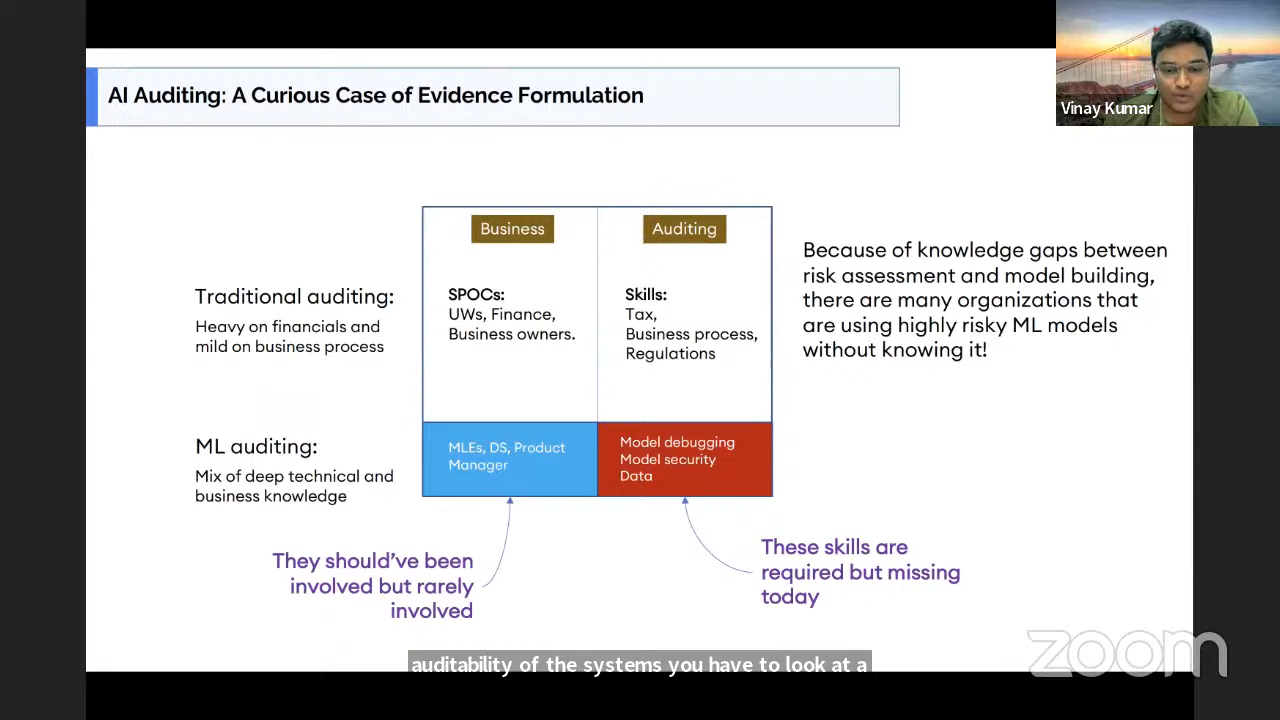 AI Auditing: A Curious Case of Evidence Formulation
Vinay Kumar
Business
Auditing
Traditional auditing:
Heavy on financials and
mild on business process
SPOCs:
UWs, Finance,
Business owners.
Skills:
Tax,
Business process,
Regulations
Because of knowledge gaps between
risk assessment and model building,
there are many organizations that
are using highly risky ML models
without knowing it!
ML auditing:
Mix of deep technical and
business knowledge
MLEs, DS, Product
Manager
Model debugging
Model security
Data
They should've been
involved but rarely
involved
These skills are
required but missing
today
auditability of the systems you have to look at a
zoom